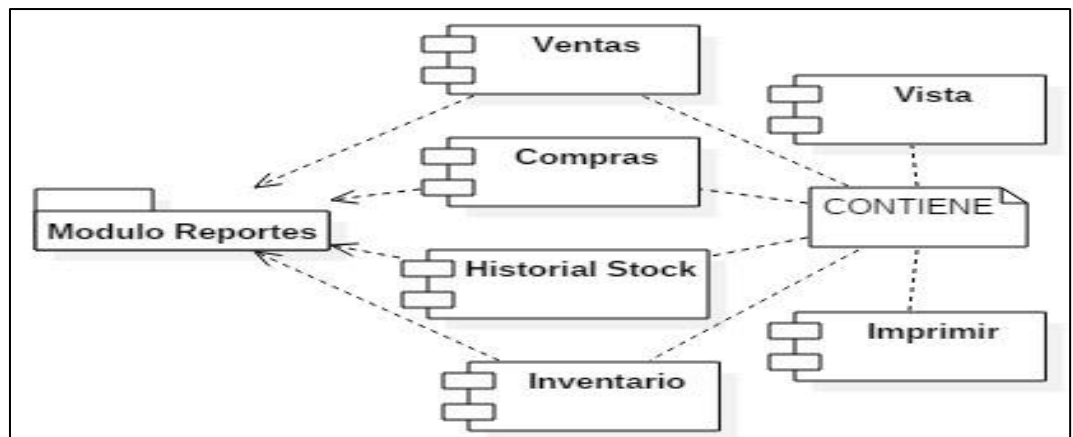 Ventas
Vista
Compras
CONTIENE
Modulo Reportes
Historial Stock
Imprimir
Inventario